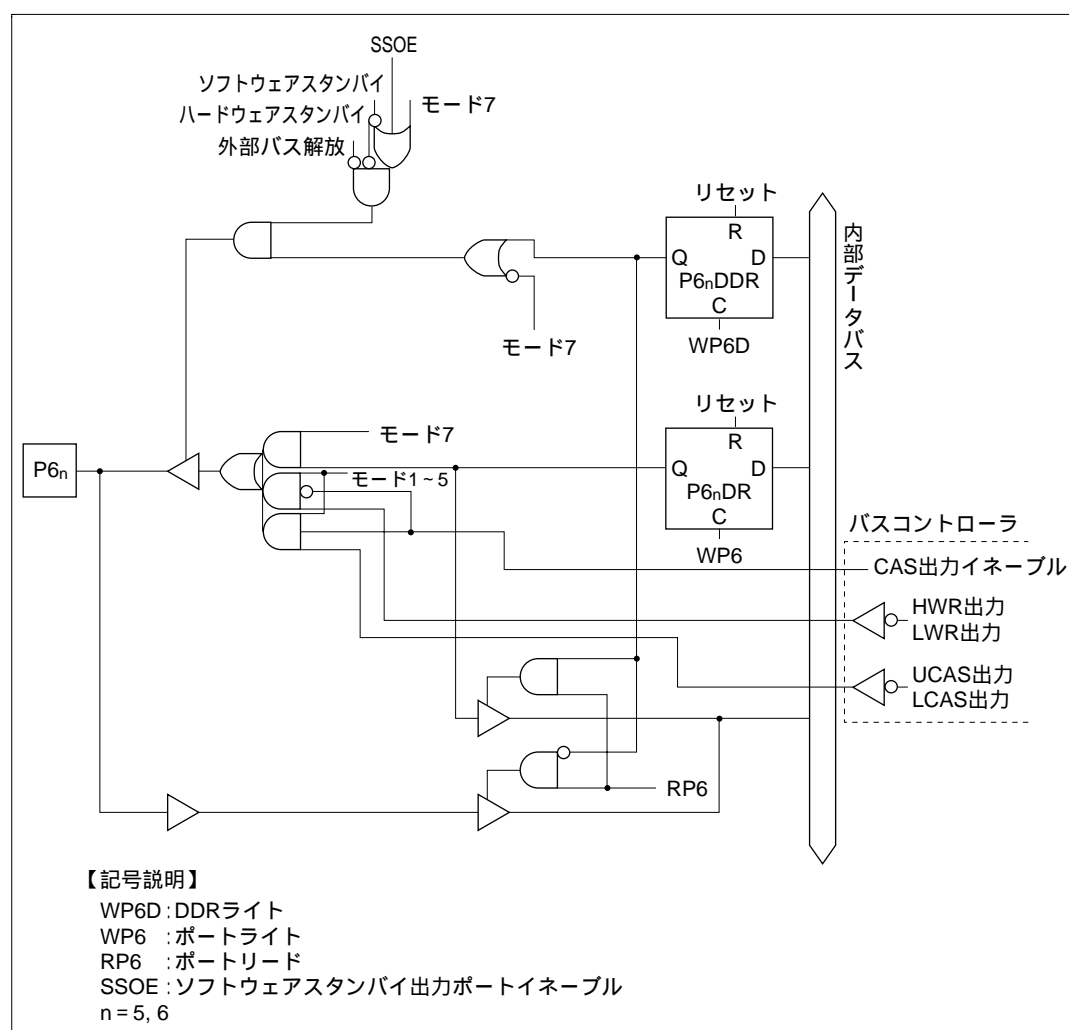 SSOE
ソフトウェアスタンバイ
ハードウェアスタンバイ
モード7
外部バス解放
リセット
R
Q
D
P6nDDR
C
WP6D
モード7
内部データバス
リセット
R
Q
D
P6nDR
C
WP6
モード7
モード1~5
P6n
バスコントローラ
CAS出力イネーブル
HWR出力
LWR出力
UCAS出力
LCAS出力
RP6
【記号説明】
WP6D : DDRライト
WP6 : ポートライト
RP6 : ポートリード
SSOE : ソフトウェアスタンバイ出力ポートイネーブル
n = 5, 6